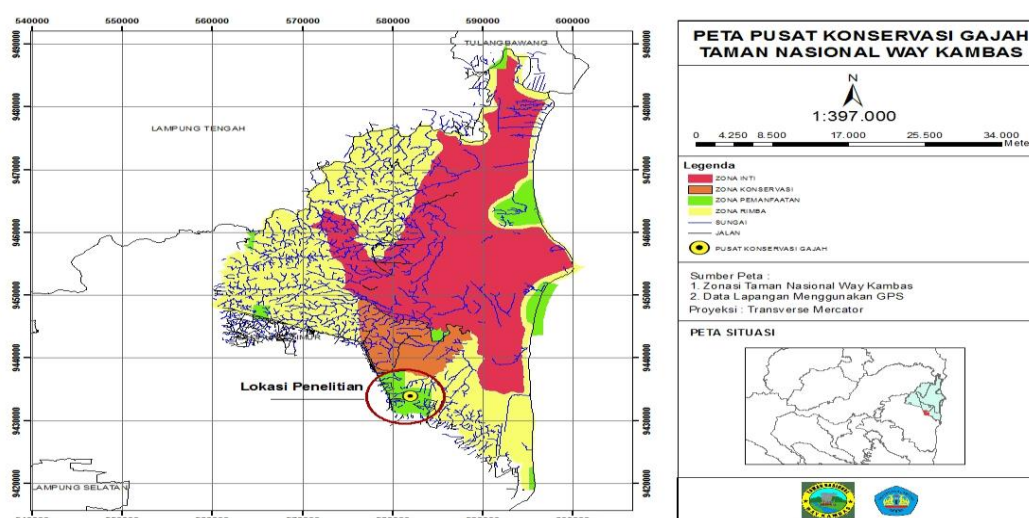 540000 550000 560000 570000 580000 590000 600000
9490000
9480000
9470000
9460000
9450000
9440000
9430000
9420000
TULANGBAWANG
LAMPUNG TENGAH
Lokasi Penelitian
LAMPUNG SELATAN
PETA PUSAT KONSERVASI GAJAH
TAMAN NASIONAL WAY KAMBAS
N
1:397.000
0 4.250 8.500 17.000 25.500 34.000
Mete
Legenda
ZONA INTI
ZONA KONSERVASI
ZONA PEMANFAATAN
ZONA RIMBA
SUNGAI
JALAN
PUSAT KONSERVASI GAJAH
Sumber Peta :
1. Zonasi Taman Nasional Way Kambas
2. Data Lapangan Menggunakan GPS
Proyeksi : Transverse Mercator
PETA SITUASI